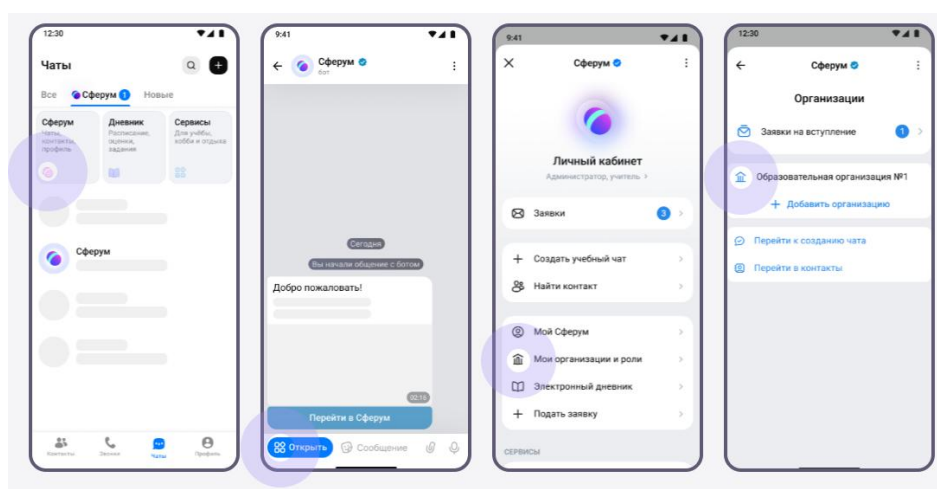 12:30
Чаты
Все
Сферум 1
Новые
Сферум
Чаты,
контакты,
профиль
Дневник
Расписание,
оценки,
задания
Сервисы
Для учёбы,
хобби и отдыха
Сферум
Контакты
Звонки
Чаты
Профиль
9:41
Сферум
бот
Сегодня
Вы начали общение с ботом
Добро пожаловать!
02:16
Перейти в Сферум
Открыть
Сообщение
9:41
Сферум
Личный кабинет
Администратор, учитель
Заявки 3
Создать учебный чат
Найти контакт
Мой Сферум
Мои организации и роли
Электронный дневник
Подать заявку
СЕРВИСЫ
12:30
Сферум
Организации
Заявки на вступление 1
Образовательная организация №1
+ Добавить организацию
Перейти к созданию чата
Перейти в контакты